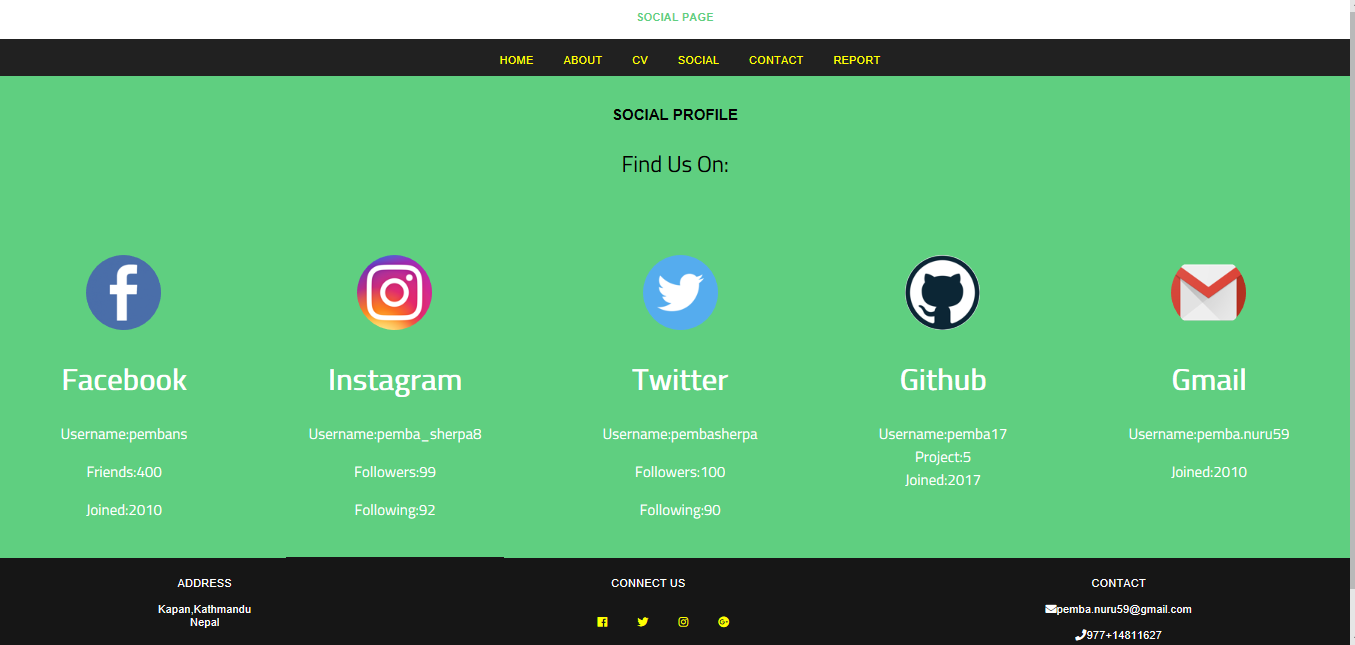 SOCIAL PAGE
HOME ABOUT CV SOCIAL CONTACT REPORT
SOCIAL PROFILE
Find Us On:
Facebook
Username:pembans
Friends:400
Joined:2010
Instagram
Username:pemba_sherpa8
Followers:99
Following:92
Twitter
Username:pembasherpa
Followers:100
Following:90
Github
Username:pemba17
Project:5
Joined:2017
Gmail
Username:pemba.nuru59
Joined:2010
ADDRESS
Kapan,Kathmandu
Nepal
CONNECT US
CONTACT
pemba.nuru59@gmail.com
977+14811627